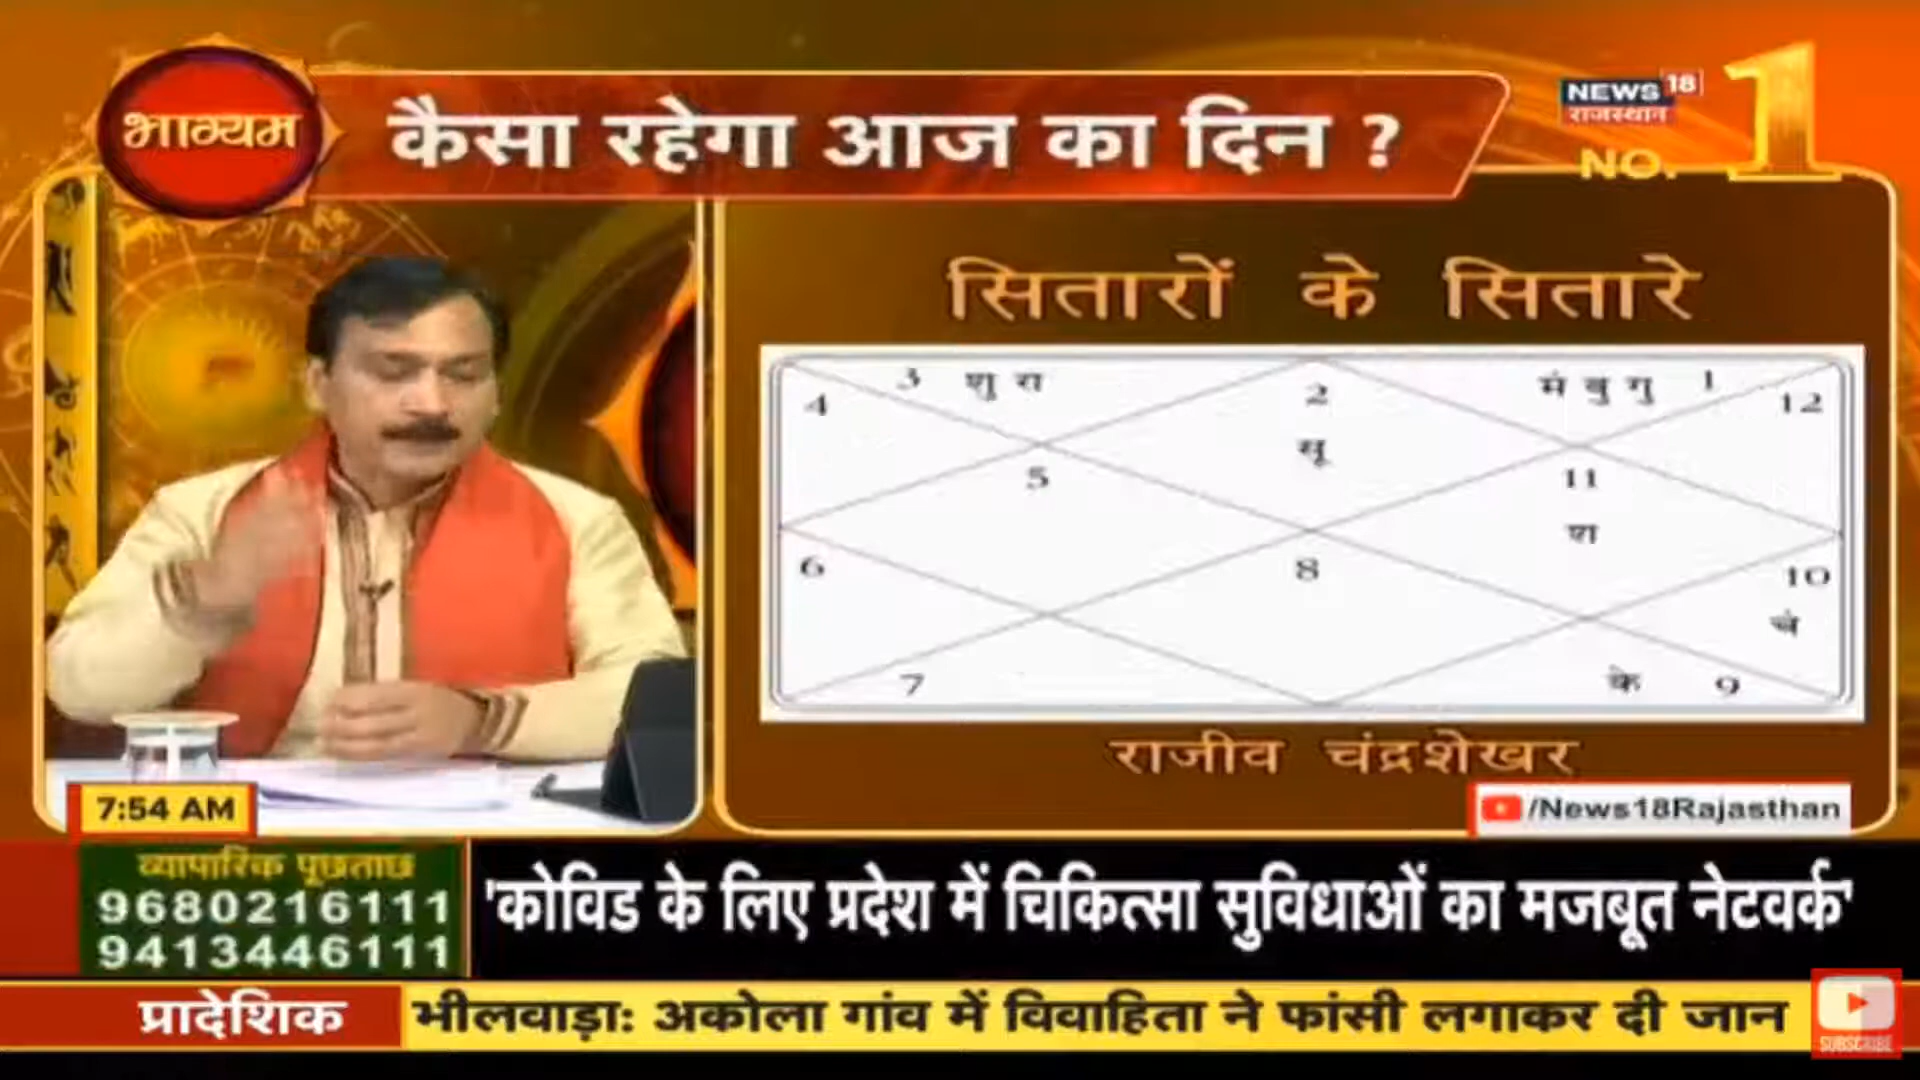 भाग्यम
कैसा रहेगा आज का दिन ?
NEWS 18
राजस्थान
NO. 1
सितारों के सितारे
3 शु रा
4
2
सू
मं बु गु 1
12
5
11
श
6
8
10
चं
7
के 9
राजीव चंद्रशेखर
/News18Rajasthan
7:54 AM
व्यापारिक पूछताछ
9680216111
9413446111
'कोविड के लिए प्रदेश में चिकित्सा सुविधाओं का मजबूत नेटवर्क'
प्रादेशिक
भीलवाड़ा: अकोला गांव में विवाहिता ने फांसी लगाकर दी जान
SUBSCRIBE